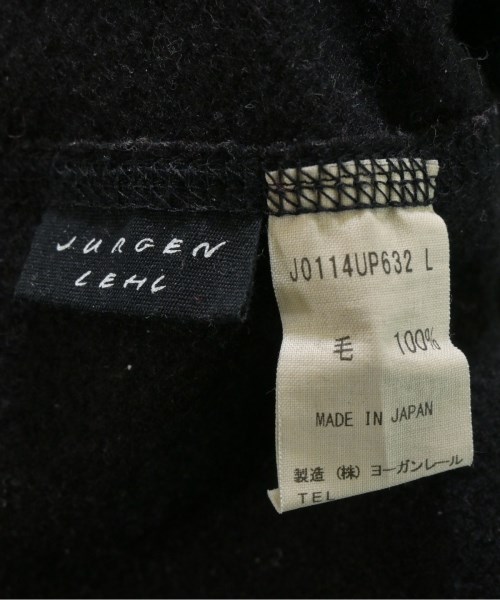 JURGEN
LEHL
J0114UP632 L
毛 100%
MADE IN JAPAN
製造 (株) ヨーガンレール
TEL